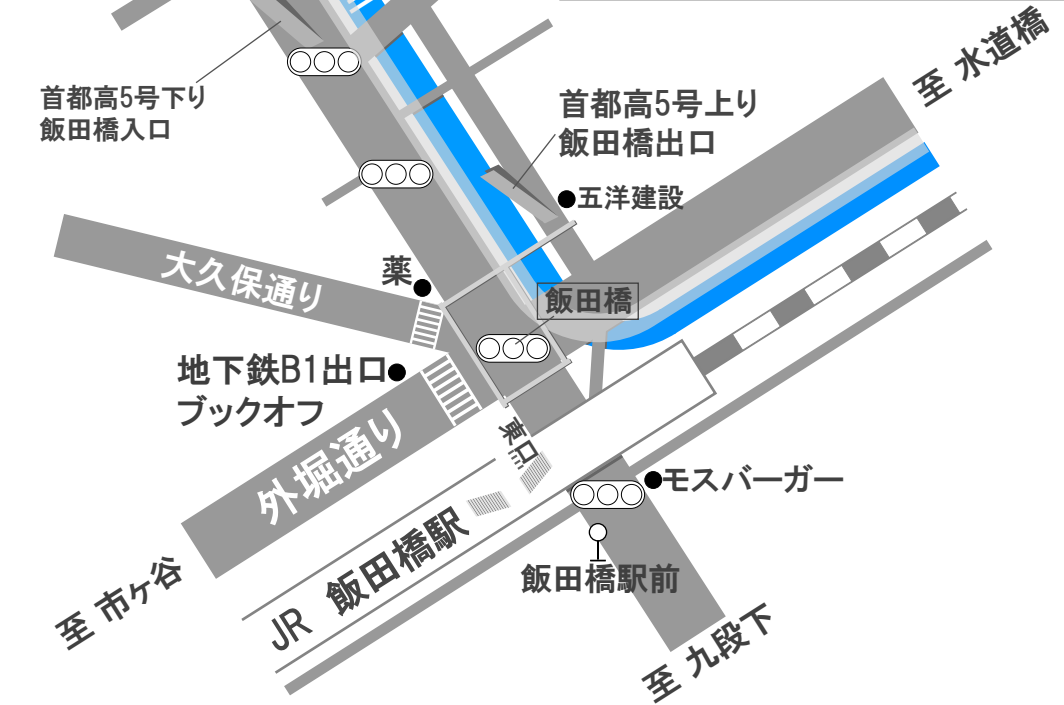 至 水道橋
首都高5号下り
飯田橋入口
首都高5号上り
飯田橋出口
五洋建設
大久保通り
薬
飯田橋
地下鉄B1出口
ブックオフ
外堀通り
東口
モスバーガー
JR 飯田橋駅
飯田橋駅前
至 市ヶ谷
至 九段下